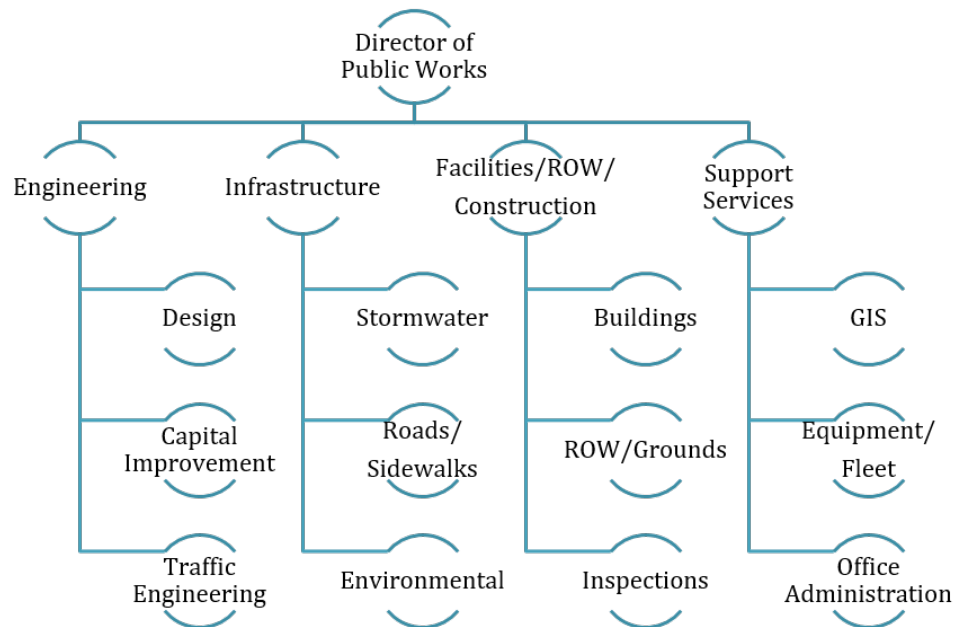 Director of
Public Works
Engineering
Infrastructure
Facilities/ROW/
Construction
Support
Services
Design
Stormwater
Buildings
GIS
Capital
Improvement
Roads/
Sidewalks
ROW/Grounds
Equipment/
Fleet
Traffic
Engineering
Environmental
Inspections
Office
Administration